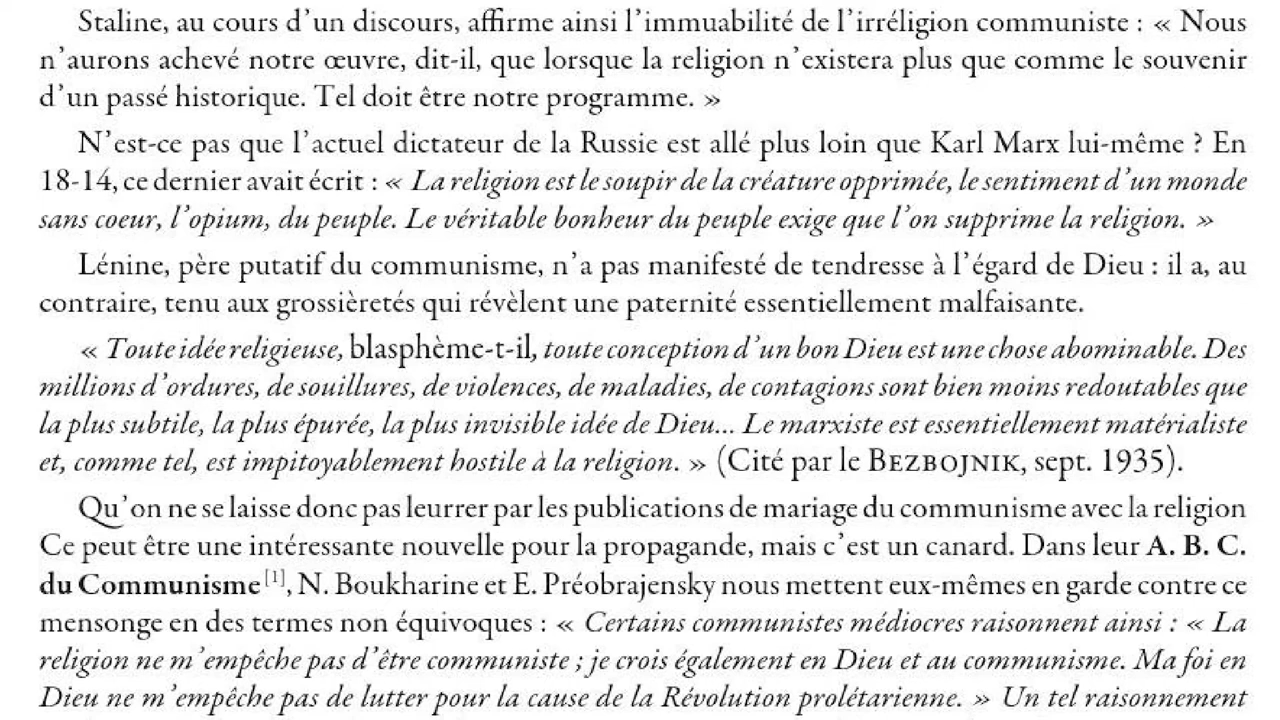 Staline, au cours d’un discours, affirme ainsi l’immuabilité de l’irréligion communiste : « Nous
n’aurons achevé notre œuvre, dit-il, que lorsque la religion n’existera plus que comme le souvenir
d’un passé historique. Tel doit être notre programme. »
N’est-ce pas que l’actuel dictateur de la Russie est allé plus loin que Karl Marx lui-même ? En
18-14, ce dernier avait écrit : « La religion est le soupir de la créature opprimée, le sentiment d’un monde
sans coeur, l’opium, du peuple. Le véritable bonheur du peuple exige que l’on supprime la religion. »
Lénine, père putatif du communisme, n’a pas manifesté de tendresse à l’égard de Dieu : il a, au
contraire, tenu aux grossièretés qui révèlent une paternité essentiellement malfaisante.
« Toute idée religieuse, blasphème-t-il, toute conception d’un bon Dieu est une chose abominable. Des
millions d’ordures, de souillures, de violences, de maladies, de contagions sont bien moins redoutables que
la plus subtile, la plus épurée, la plus invisible idée de Dieu... Le marxiste est essentiellement matérialiste
et, comme tel, est impitoyablement hostile à la religion. » (Cité par le BEZBOJNIK, sept. 1935).
Qu’on ne se laisse donc pas leurrer par les publications de mariage du communisme avec la religion
Ce peut être une intéressante nouvelle pour la propagande, mais c’est un canard. Dans leur A. B. C.
du Communisme [1], N. Boukharine et E. Préobrajensky nous mettent eux-mêmes en garde contre ce
mensonge en des termes non équivoques : « Certains communistes médiocres raisonnent ainsi : « La
religion ne m’empêche pas d’être communiste ; je crois également en Dieu et au communisme. Ma foi en
Dieu ne m’empêche pas de lutter pour la cause de la Révolution prolétarienne. » Un tel raisonnement